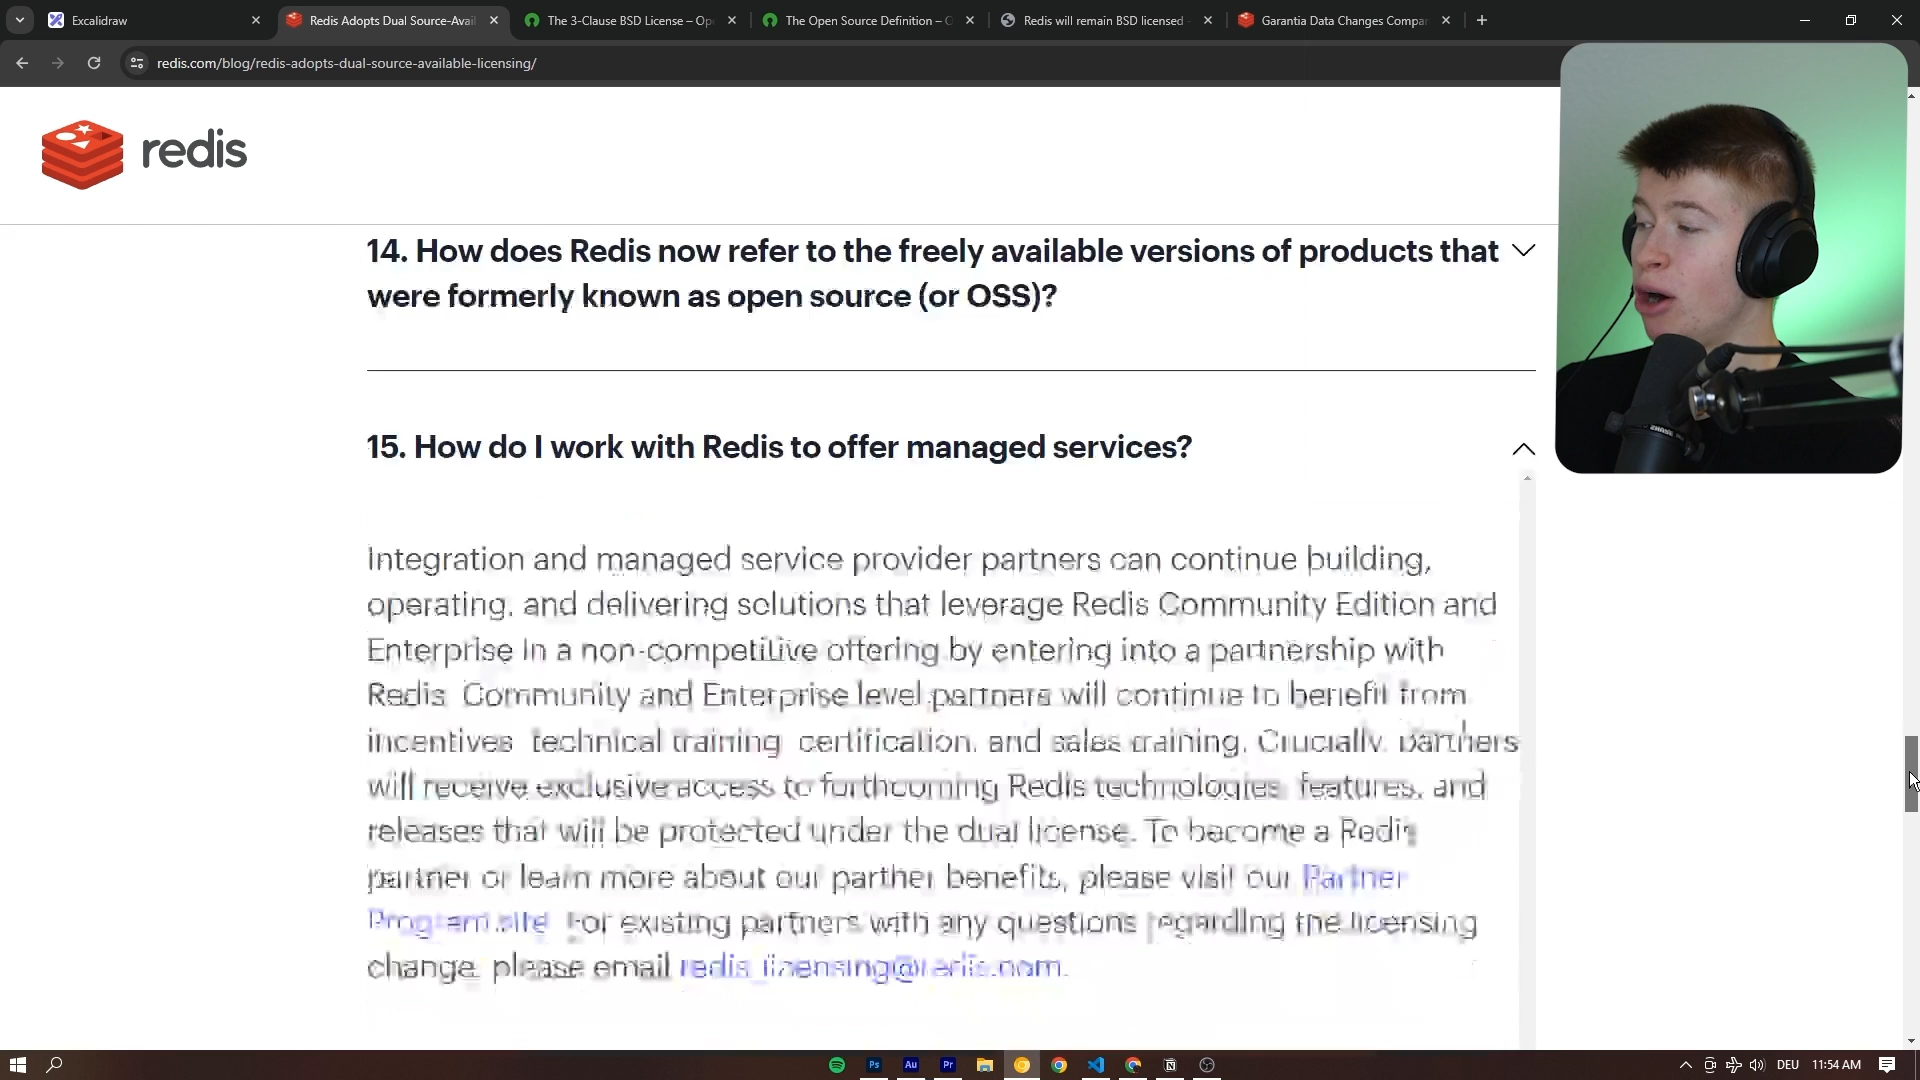 Excalidraw
Redis Adopts Dual Source-Avai
The 3-Clause BSD License – Op
The Open Source Definition – O
Redis will remain BSD licensed
Garantia Data Changes Compar
redis.com/blog/redis-adopts-dual-source-available-licensing/
redis
14. How does Redis now refer to the freely available versions of products that
were formerly known as open source (or OSS)?
15. How do I work with Redis to offer managed services?
Integration and managed service provider partners can continue building,
operating, and delivering solutions that leverage Redis Community Edition and
Enterprise in a non-competitive offering by entering into a partnership with
Redis. Community and Enterprise level partners will continue to benefit from
incentives, technical training, certification, and sales training. Crucially, partners
will receive exclusive access to forthcoming Redis technologies, features, and
releases that will be protected under the dual license. To become a Redis
partner or learn more about our partner benefits, please visit our Partner
Program site. For existing partners with any questions regarding the licensing
change, please email redis_licensing@redis.com.
Ps
Au
Pr
DEU
11:54 AM